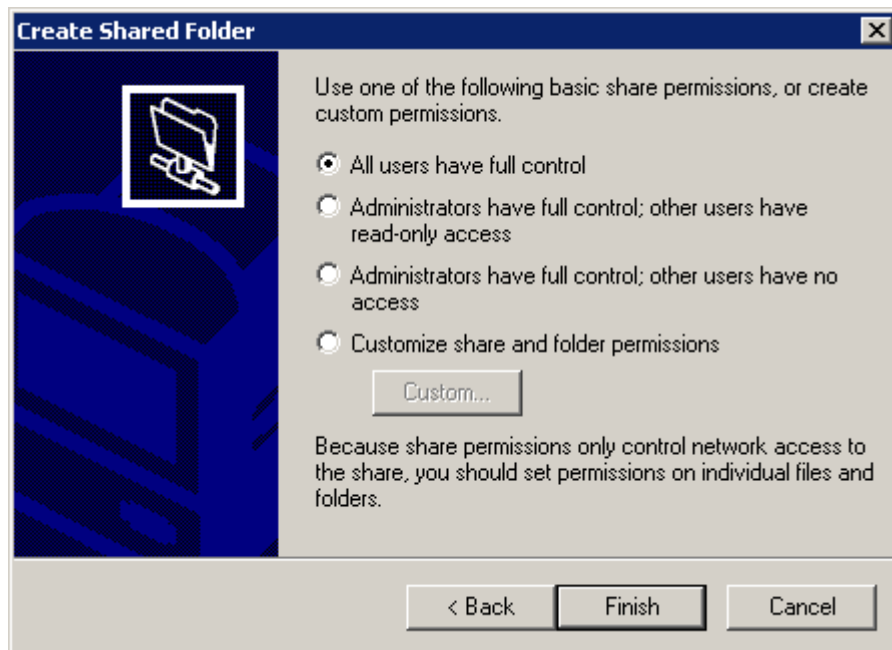 Create Shared Folder
Use one of the following basic share permissions, or create
custom permissions.
All users have full control
Administrators have full control; other users have
read-only access
Administrators have full control; other users have no
access
Customize share and folder permissions
Custom...
Because share permissions only control network access to
the share, you should set permissions on individual files and
folders.
< Back
Finish
Cancel